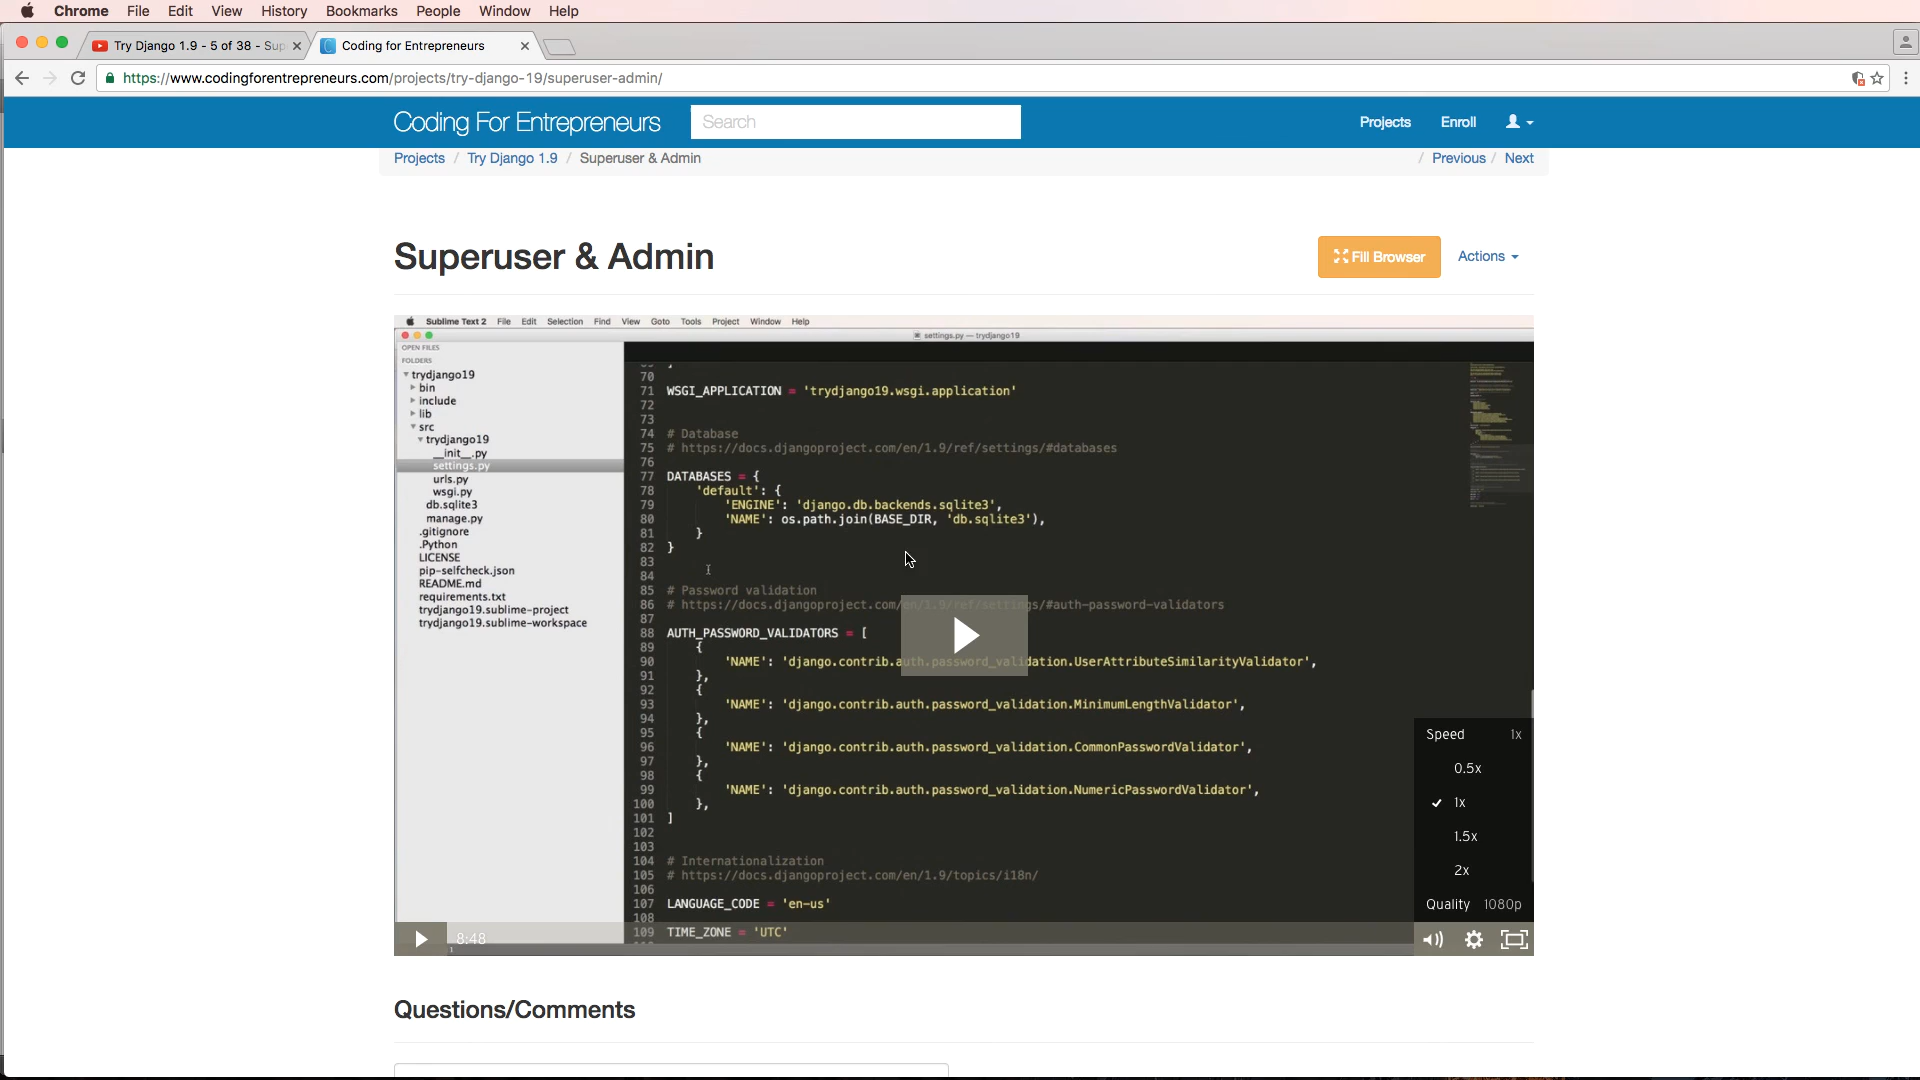 Chrome File Edit View History Bookmarks People Window Help
Try Django 1.9 - 5 of 38 - Sup
Coding for Entrepreneurs
https://www.codingforentrepreneurs.com/projects/try-django-19/superuser-admin/
Coding For Entrepreneurs
Search
Projects Enroll
Projects / Try Django 1.9 / Superuser & Admin
/ Previous / Next
Superuser & Admin
Fill Browser
Actions
Sublime Text 2 File Edit Selection Find View Goto Tools Project Window Help
settings.py — trydjango19
OPEN FILES
FOLDERS
trydjango19
bin
include
lib
src
trydjango19
__init__.py
settings.py
urls.py
wsgi.py
db.sqlite3
manage.py
.gitignore
.Python
LICENSE
pip-selfcheck.json
README.md
requirements.txt
trydjango19.sublime-project
trydjango19.sublime-workspace
69 ]
70
71 WSGI_APPLICATION = 'trydjango19.wsgi.application'
72
73
74 # Database
75 # https://docs.djangoproject.com/en/1.9/ref/settings/#databases
76
77 DATABASES = {
78 'default': {
79 'ENGINE': 'django.db.backends.sqlite3',
80 'NAME': os.path.join(BASE_DIR, 'db.sqlite3'),
81 }
82 }
83
84
85 # Password validation
86 # https://docs.djangoproject.com/en/1.9/ref/settings/#auth-password-validators
87
88 AUTH_PASSWORD_VALIDATORS = [
89 {
90 'NAME': 'django.contrib.auth.password_validation.UserAttributeSimilarityValidator',
91 },
92 {
93 'NAME': 'django.contrib.auth.password_validation.MinimumLengthValidator',
94 },
95 {
96 'NAME': 'django.contrib.auth.password_validation.CommonPasswordValidator',
97 },
98 {
99 'NAME': 'django.contrib.auth.password_validation.NumericPasswordValidator',
100 },
101 ]
102
103
104 # Internationalization
105 # https://docs.djangoproject.com/en/1.9/topics/i18n/
106
107 LANGUAGE_CODE = 'en-us'
108
109 TIME_ZONE = 'UTC'
Speed 1x
0.5x
1x
1.5x
2x
Quality 1080p
8:48
Questions/Comments